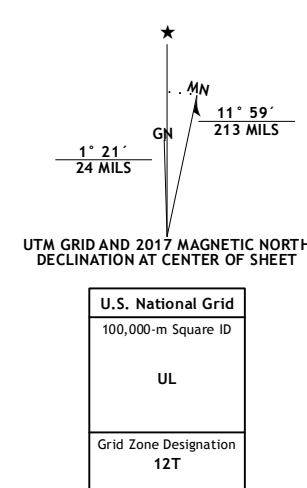 ★
MN
GN
11° 59´
213 MILS
1° 21´
24 MILS
UTM GRID AND 2017 MAGNETIC NORTH
DECLINATION AT CENTER OF SHEET
U.S. National Grid
100,000-m Square ID
UL
Grid Zone Designation
12T